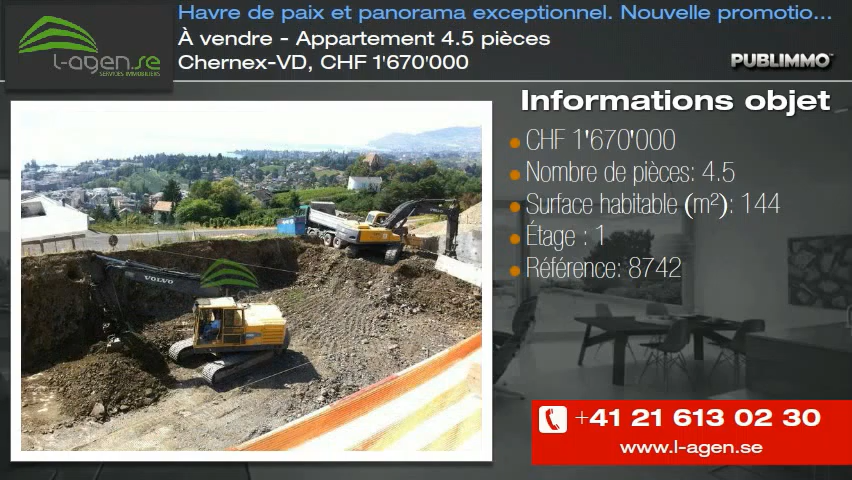 Havre de paix et panorama exceptionnel. Nouvelle promotio...
À vendre - Appartement 4.5 pièces
Chernex-VD, CHF 1'670'000
l-agen.se
SERVICES IMMOBILIERS
PUBLIMMO
Informations objet
CHF 1'670'000
Nombre de pièces: 4.5
Surface habitable (m²): 144
Étage : 1
Référence: 8742
VOLVO
+41 21 613 02 30
www.l-agen.se